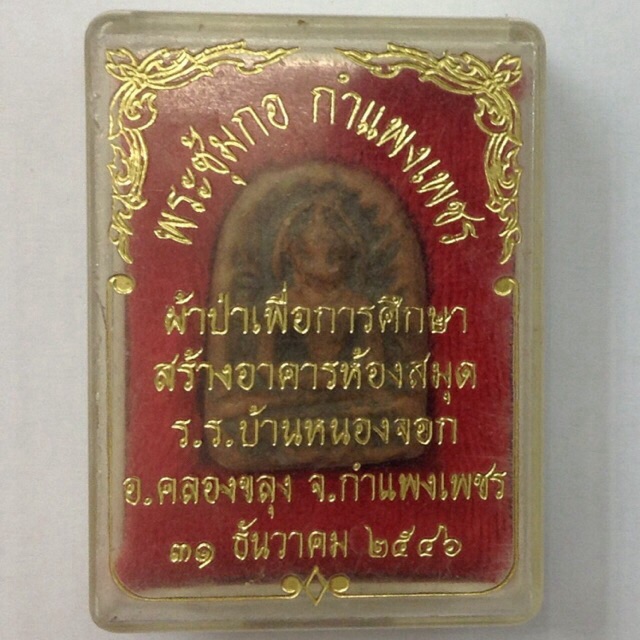 พระซุ้มกอ กำแพงเพชร
ผ้าป่าเพื่อการศึกษา
สร้างอาคารห้องสมุด
ร.ร.บ้านหนองจอก
อ.คลองขลุง จ.กำแพงเพชร
๓๑ ธันวาคม ๒๕๔๖